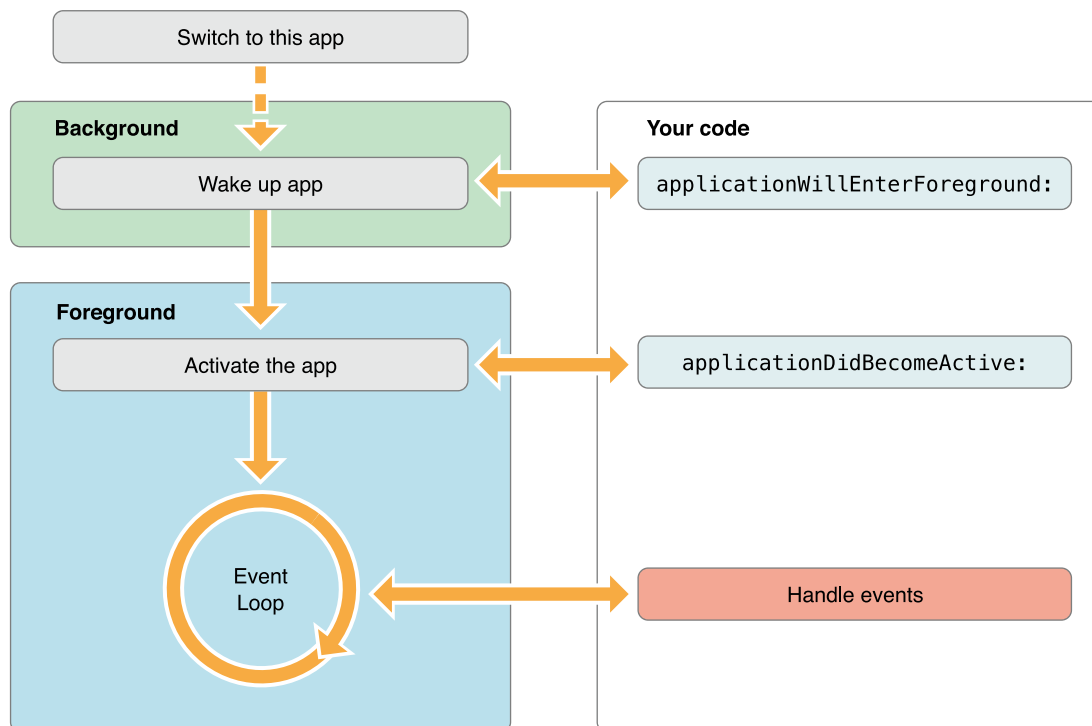 Switch to this app
Background
Your code
Wake up app
applicationWillEnterForeground:
Foreground
Activate the app
applicationDidBecomeActive:
Event
Loop
Handle events